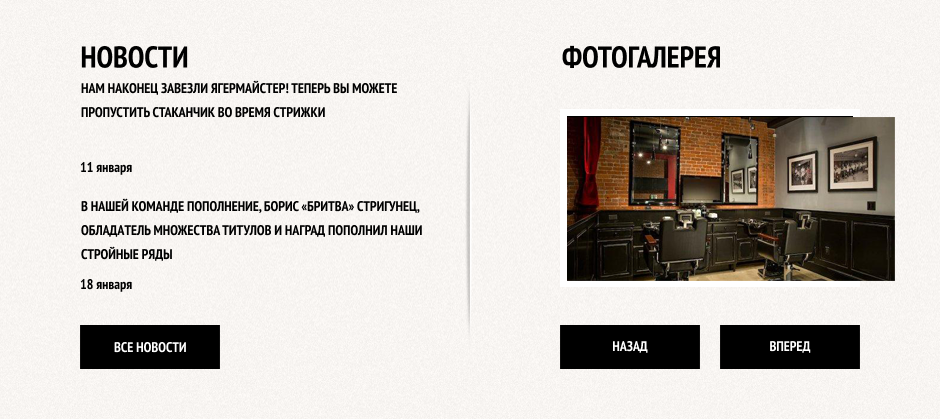 НОВОСТИ
НАМ НАКОНЕЦ ЗАВЕЗЛИ ЯГЕРМАЙСТЕР! ТЕПЕРЬ ВЫ МОЖЕТЕ
ПРОПУСТИТЬ СТАКАНЧИК ВО ВРЕМЯ СТРИЖКИ
11 января
В НАШЕЙ КОМАНДЕ ПОПОЛНЕНИЕ, БОРИС «БРИТВА» СТРИГУНЕЦ,
ОБЛАДАТЕЛЬ МНОЖЕСТВА ТИТУЛОВ И НАГРАД ПОПОЛНИЛ НАШИ
СТРОЙНЫЕ РЯДЫ
18 января
ВСЕ НОВОСТИ
ФОТОГАЛЕРЕЯ
НАЗАД
ВПЕРЕД